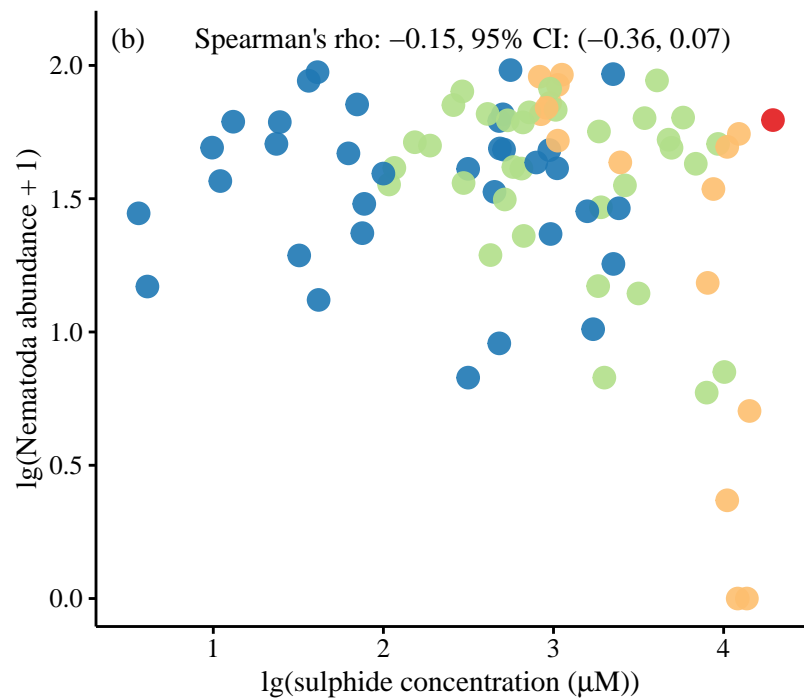 (b) Spearman's rho: −0.15, 95% CI: (−0.36, 0.07)
2.0
1.5
1.0
0.5
0.0
lg(Nematoda abundance + 1)
1 2 3 4
lg(sulphide concentration (μM))